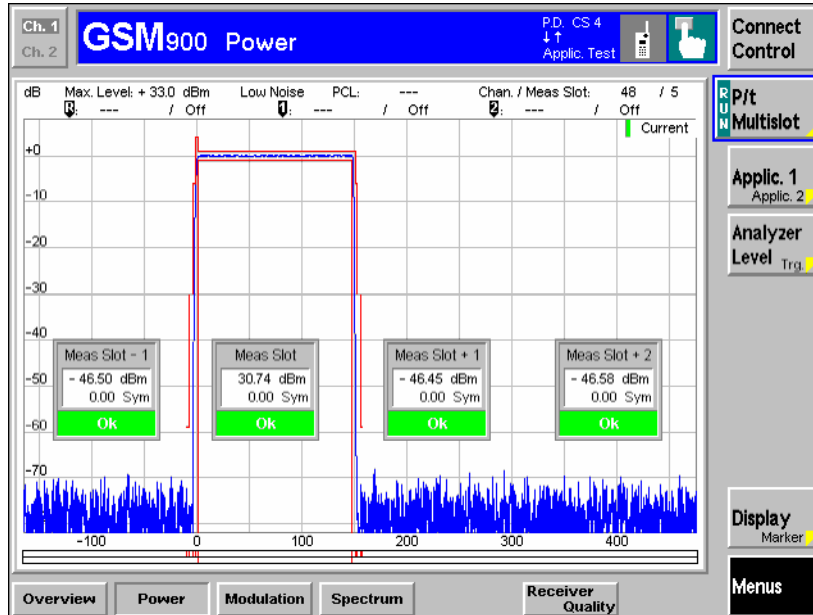 Ch. 1
Ch. 2
GSM900 Power
P.D. CS 4
↓↑
Applic. Test
Connect Control
dB Max. Level: + 33.0 dBm Low Noise PCL: --- Chan. / Meas Slot: 48 / 5
R: --- / Off 1: --- / Off 2: --- / Off
Current
RUN
P/t Multislot
Applic. 1
Applic. 2
Analyzer Level
Trg.
+0
-10
-20
-30
-40
-50
-60
-70
Meas Slot - 1
- 46.50 dBm
0.00 Sym
Ok
Meas Slot
30.74 dBm
0.00 Sym
Ok
Meas Slot + 1
- 46.45 dBm
0.00 Sym
Ok
Meas Slot + 2
- 46.58 dBm
0.00 Sym
Ok
-100 0 100 200 300 400
Display
Marker
Menus
Overview
Power
Modulation
Spectrum
Receiver Quality